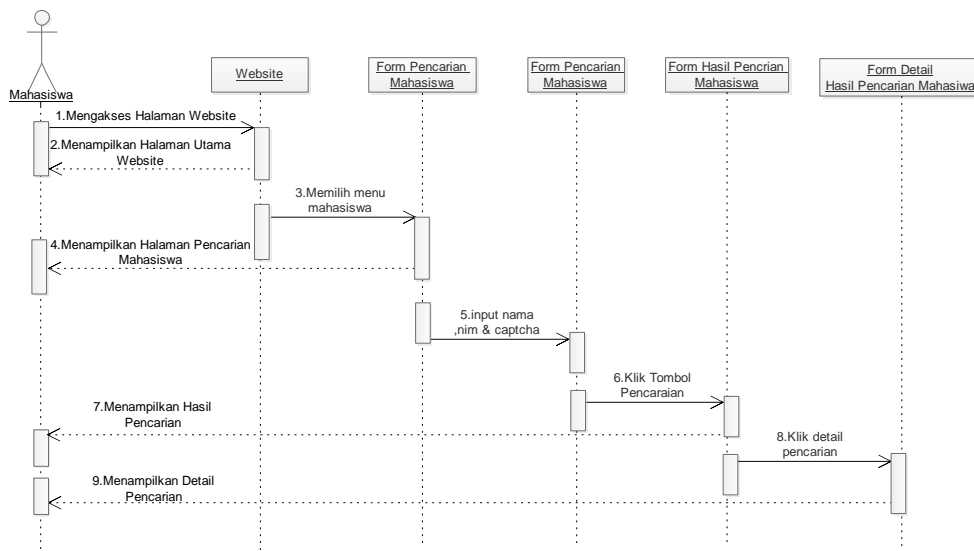 Mahasiswa
Website
Form Pencarian
Mahasiswa
Form Pencarian
Mahasiswa
Form Hasil Pencrian
Mahasiswa
Form Detail
Hasil Pencarian Mahasiwa
1.Mengakses Halaman Website
2.Menampilkan Halaman Utama
Website
3.Memilih menu
mahasiswa
4.Menampilkan Halaman Pencarian
Mahasiswa
5.input nama
,nim & captcha
6.Klik Tombol
Pencaraian
7.Menampilkan Hasil
Pencarian
8.Klik detail
pencarian
9.Menampilkan Detail
Pencarian